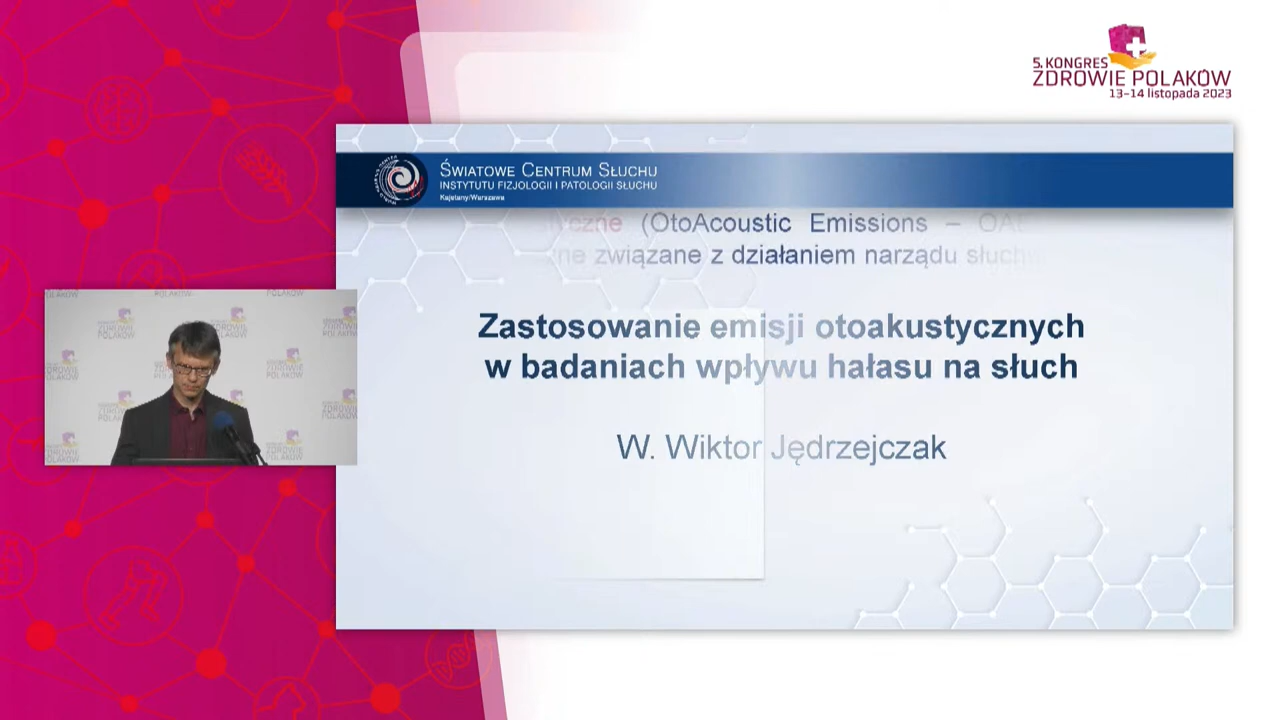 5. KONGRES
ZDROWIE POLAKÓW
13-14 listopada 2023
ŚWIATOWE CENTRUM SŁUCHU
INSTYTUTU FIZJOLOGII I PATOLOGII SŁUCHU
Kajetany/Warszawa
(OtoAcoustic Emissions –
związane z działaniem narządu
Zastosowanie emisji otoakustycznych
w badaniach wpływu hałasu na słuch
W. Wiktor Jędrzejczak